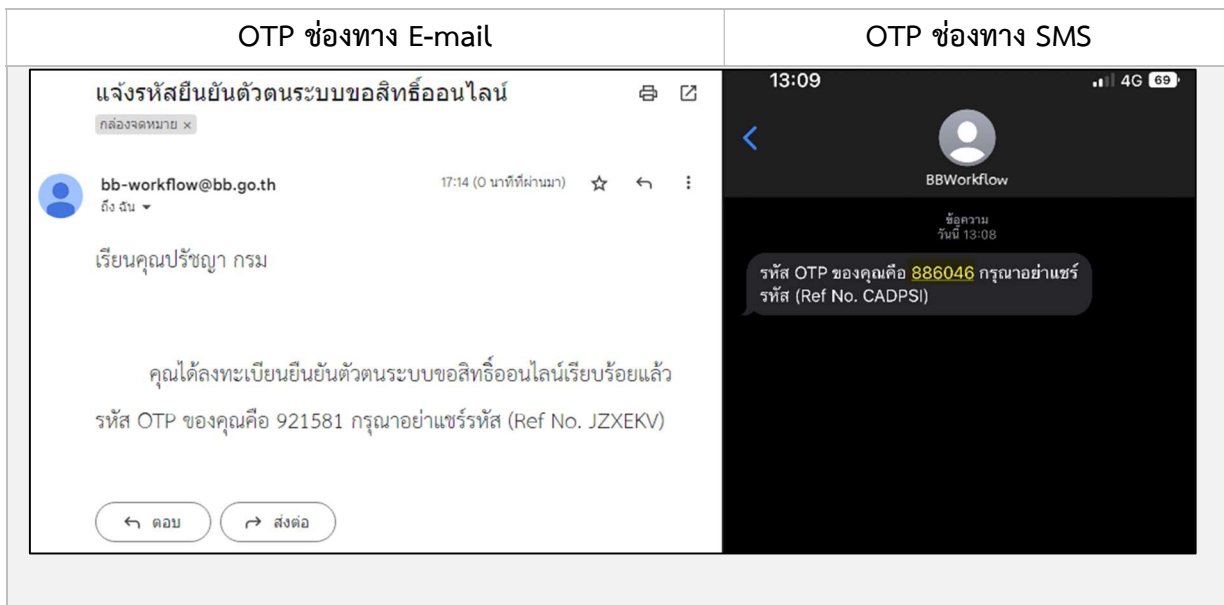 OTP ช่องทาง E-mail
OTP ช่องทาง SMS
แจ้งรหัสยืนยันตัวตนระบบขอสิทธิ์ออนไลน์
กล่องจดหมาย ×
bb-workflow@bb.go.th
17:14 (0 นาทีที่ผ่านมา)
ถึง ฉัน
เรียนคุณปรัชญา กรม
คุณได้ลงทะเบียนยืนยันตัวตนระบบขอสิทธิ์ออนไลน์เรียบร้อยแล้ว
รหัส OTP ของคุณคือ 921581 กรุณาอย่าแชร์รหัส (Ref No. JZXEKV)
ตอบ
ส่งต่อ
13:09
4G 69
BBWorkflow
ข้อความ
วันนี้ 13:08
รหัส OTP ของคุณคือ 886046 กรุณาอย่าแชร์
รหัส (Ref No. CADPSI)